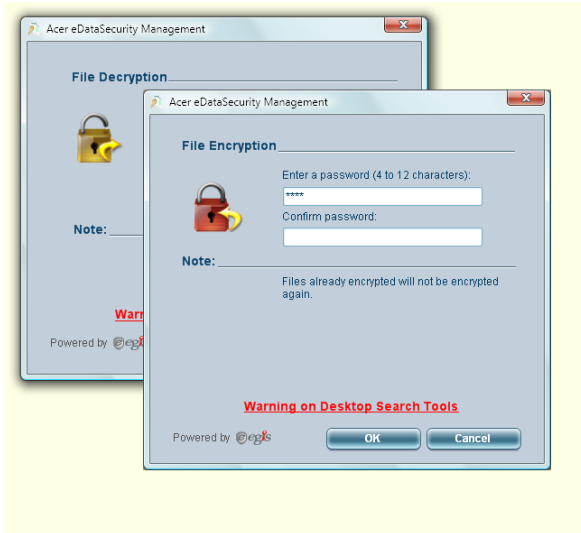 Acer eDataSecurity Management
File Decryption
Note:
Powered by egis
Acer eDataSecurity Management
File Encryption
Enter a password (4 to 12 characters):
****
Confirm password:
Note:
Files already encrypted will not be encrypted
again.
Warning on Desktop Search Tools
Powered by egis
OK
Cancel